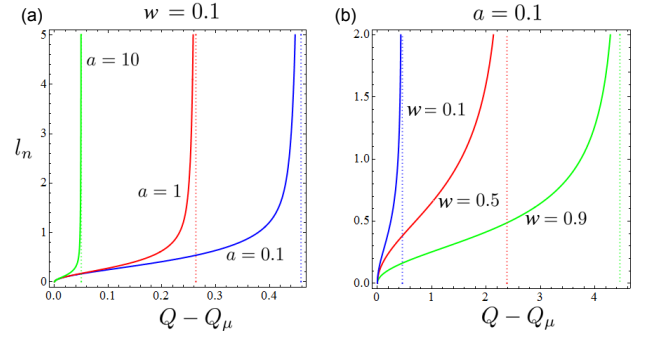 (a)
w = 0.1
5
4
3
2
1
0
l_n
a = 10
a = 1
a = 0.1
0.0
0.1
0.2
0.3
0.4
Q − Q_μ
(b)
a = 0.1
2.0
1.5
1.0
0.5
0.0
w = 0.1
w = 0.5
w = 0.9
0
1
2
3
4
Q − Q_μ